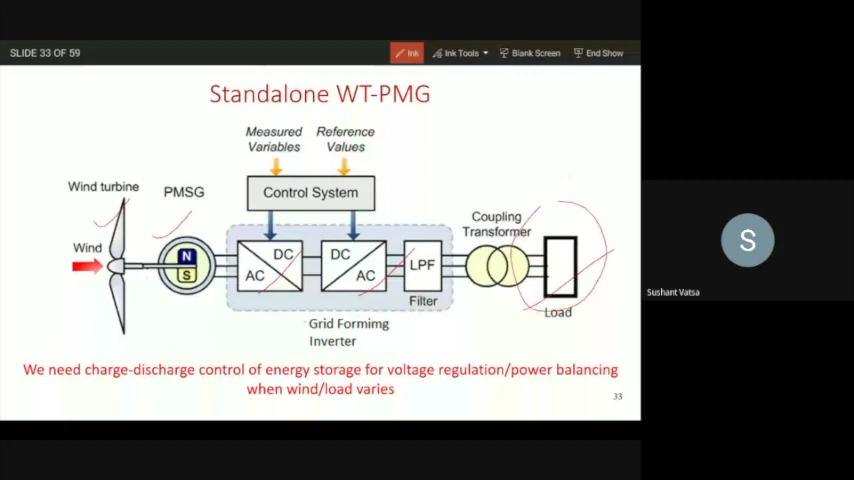 SLIDE 33 OF 59
Ink
Ink Tools
Blank Screen
End Show
Standalone WT-PMG
Measured
Variables
Reference
Values
Control System
Wind turbine
PMSG
Wind
N
S
DC
AC
DC
AC
LPF
Filter
Coupling
Transformer
Load
Grid Formimg
Inverter
We need charge-discharge control of energy storage for voltage regulation/power balancing
when wind/load varies
33
S
Sushant Vatsa